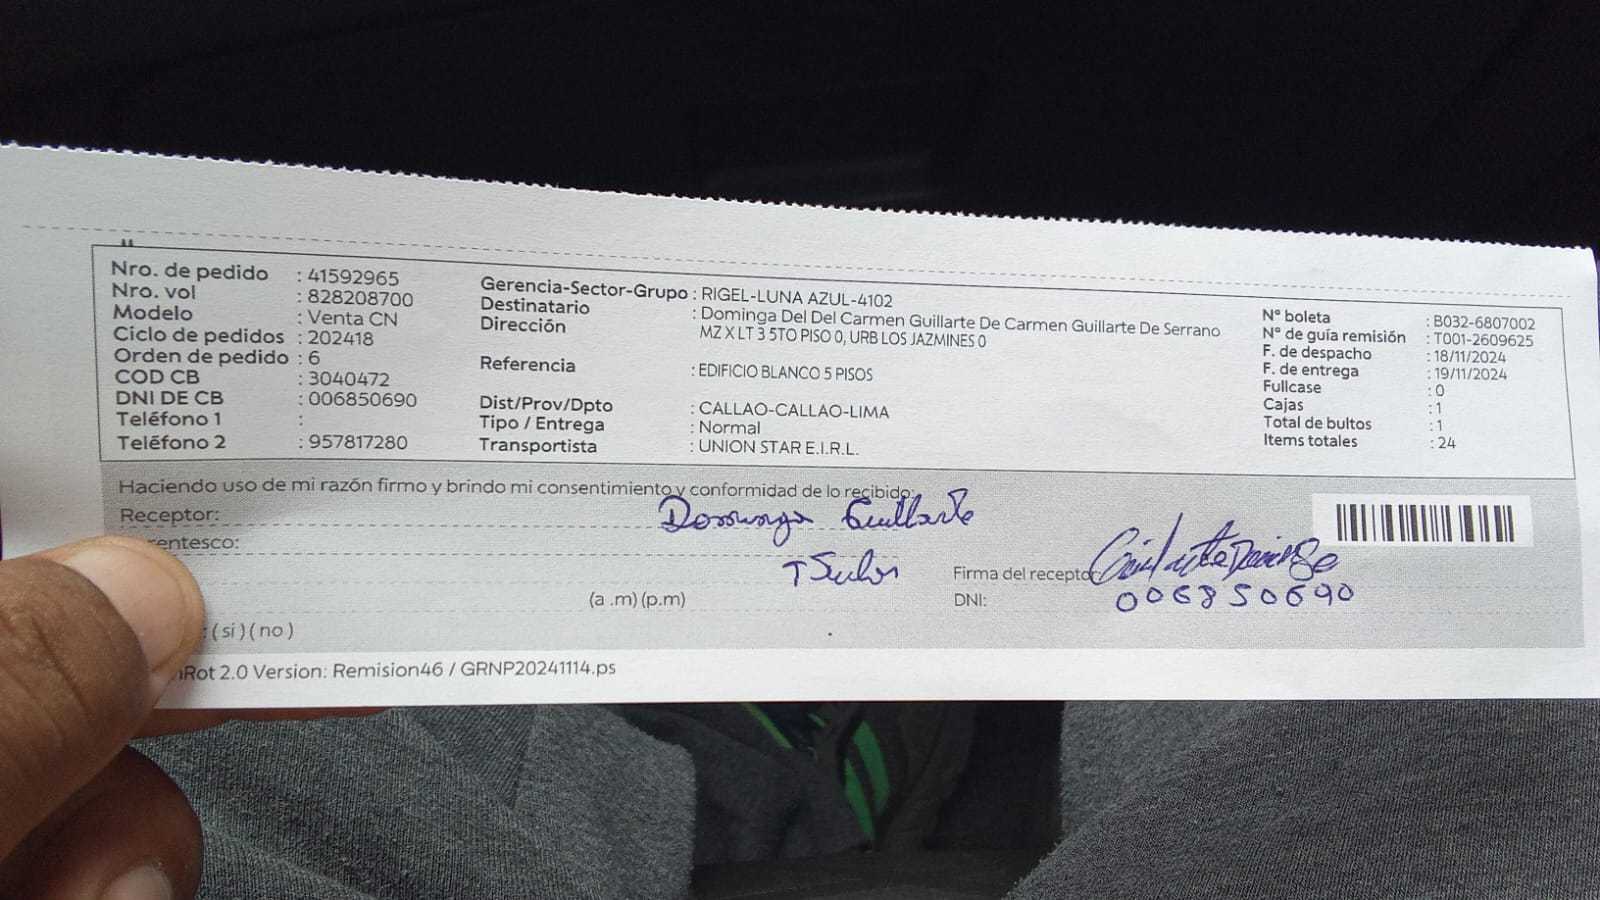 Nro. de pedido : 41592965
Nro. vol : 828208700
Modelo : Venta CN
Ciclo de pedidos : 202418
Orden de pedido : 6
COD CB : 3040472
DNI DE CB : 006850690
Teléfono 1 :
Teléfono 2 : 957817280
Gerencia-Sector-Grupo : RIGEL-LUNA AZUL-4102
Destinatario : Dominga Del Del Carmen Guillarte De Carmen Guillarte De Serrano
Dirección MZ X LT 3 5TO PISO 0, URB LOS JAZMINES 0
Referencia : EDIFICIO BLANCO 5 PISOS
Dist/Prov/Dpto : CALLAO-CALLAO-LIMA
Tipo / Entrega : Normal
Transportista : UNION STAR E.I.R.L.
N° boleta : B032-6807002
N° de guía remisión : T001-2609625
F. de despacho : 18/11/2024
F. de entrega : 19/11/2024
Fullcase : 0
Cajas : 1
Total de bultos : 1
Items totales : 24
Haciendo uso de mi razón firmo y brindo mi consentimiento y conformidad de lo recibido:
Receptor: Dominga Guillarte
entesco:
Firma del receptor
(a .m) (p.m)
DNI: 006850690
: ( si ) ( no )
Rot 2.0 Version: Remision46 / GRNP20241114.ps